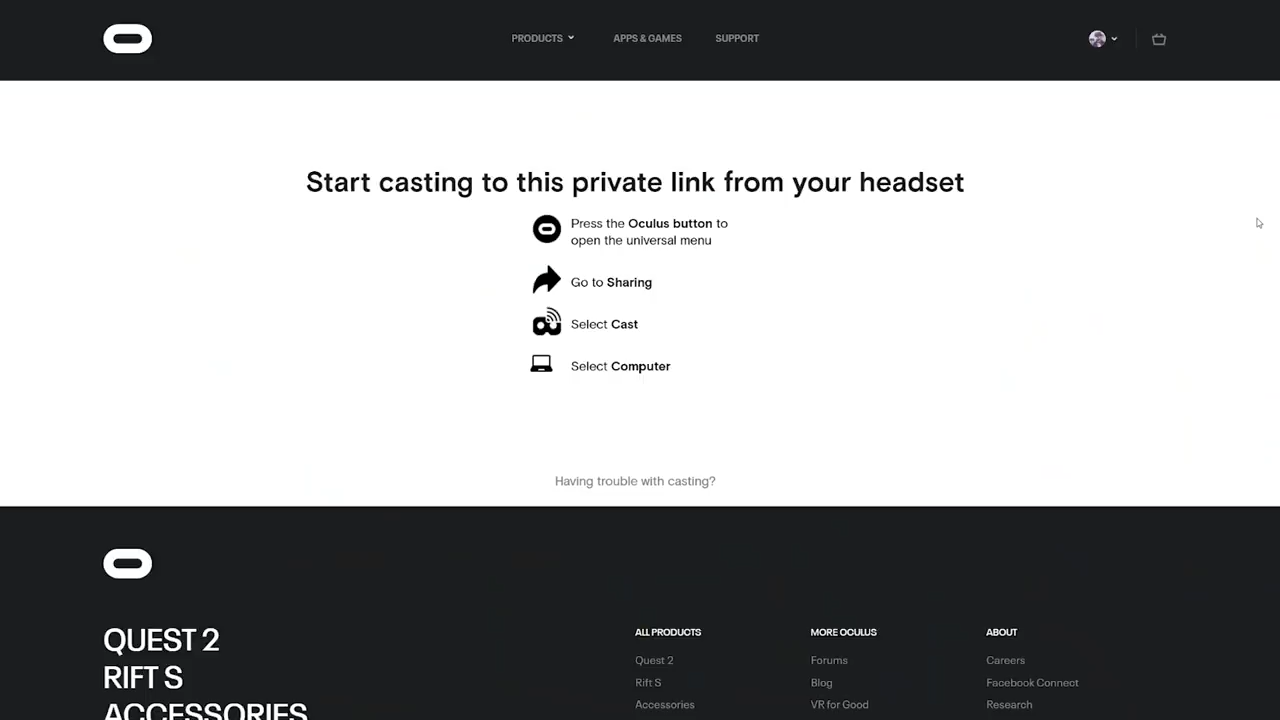 PRODUCTS
APPS & GAMES
SUPPORT
Start casting to this private link from your headset
Press the Oculus button to
open the universal menu
Go to Sharing
Select Cast
Select Computer
Having trouble with casting?
QUEST 2
RIFT S
ACCESSORIES
ALL PRODUCTS
Quest 2
Rift S
Accessories
MORE OCULUS
Forums
Blog
VR for Good
ABOUT
Careers
Facebook Connect
Research